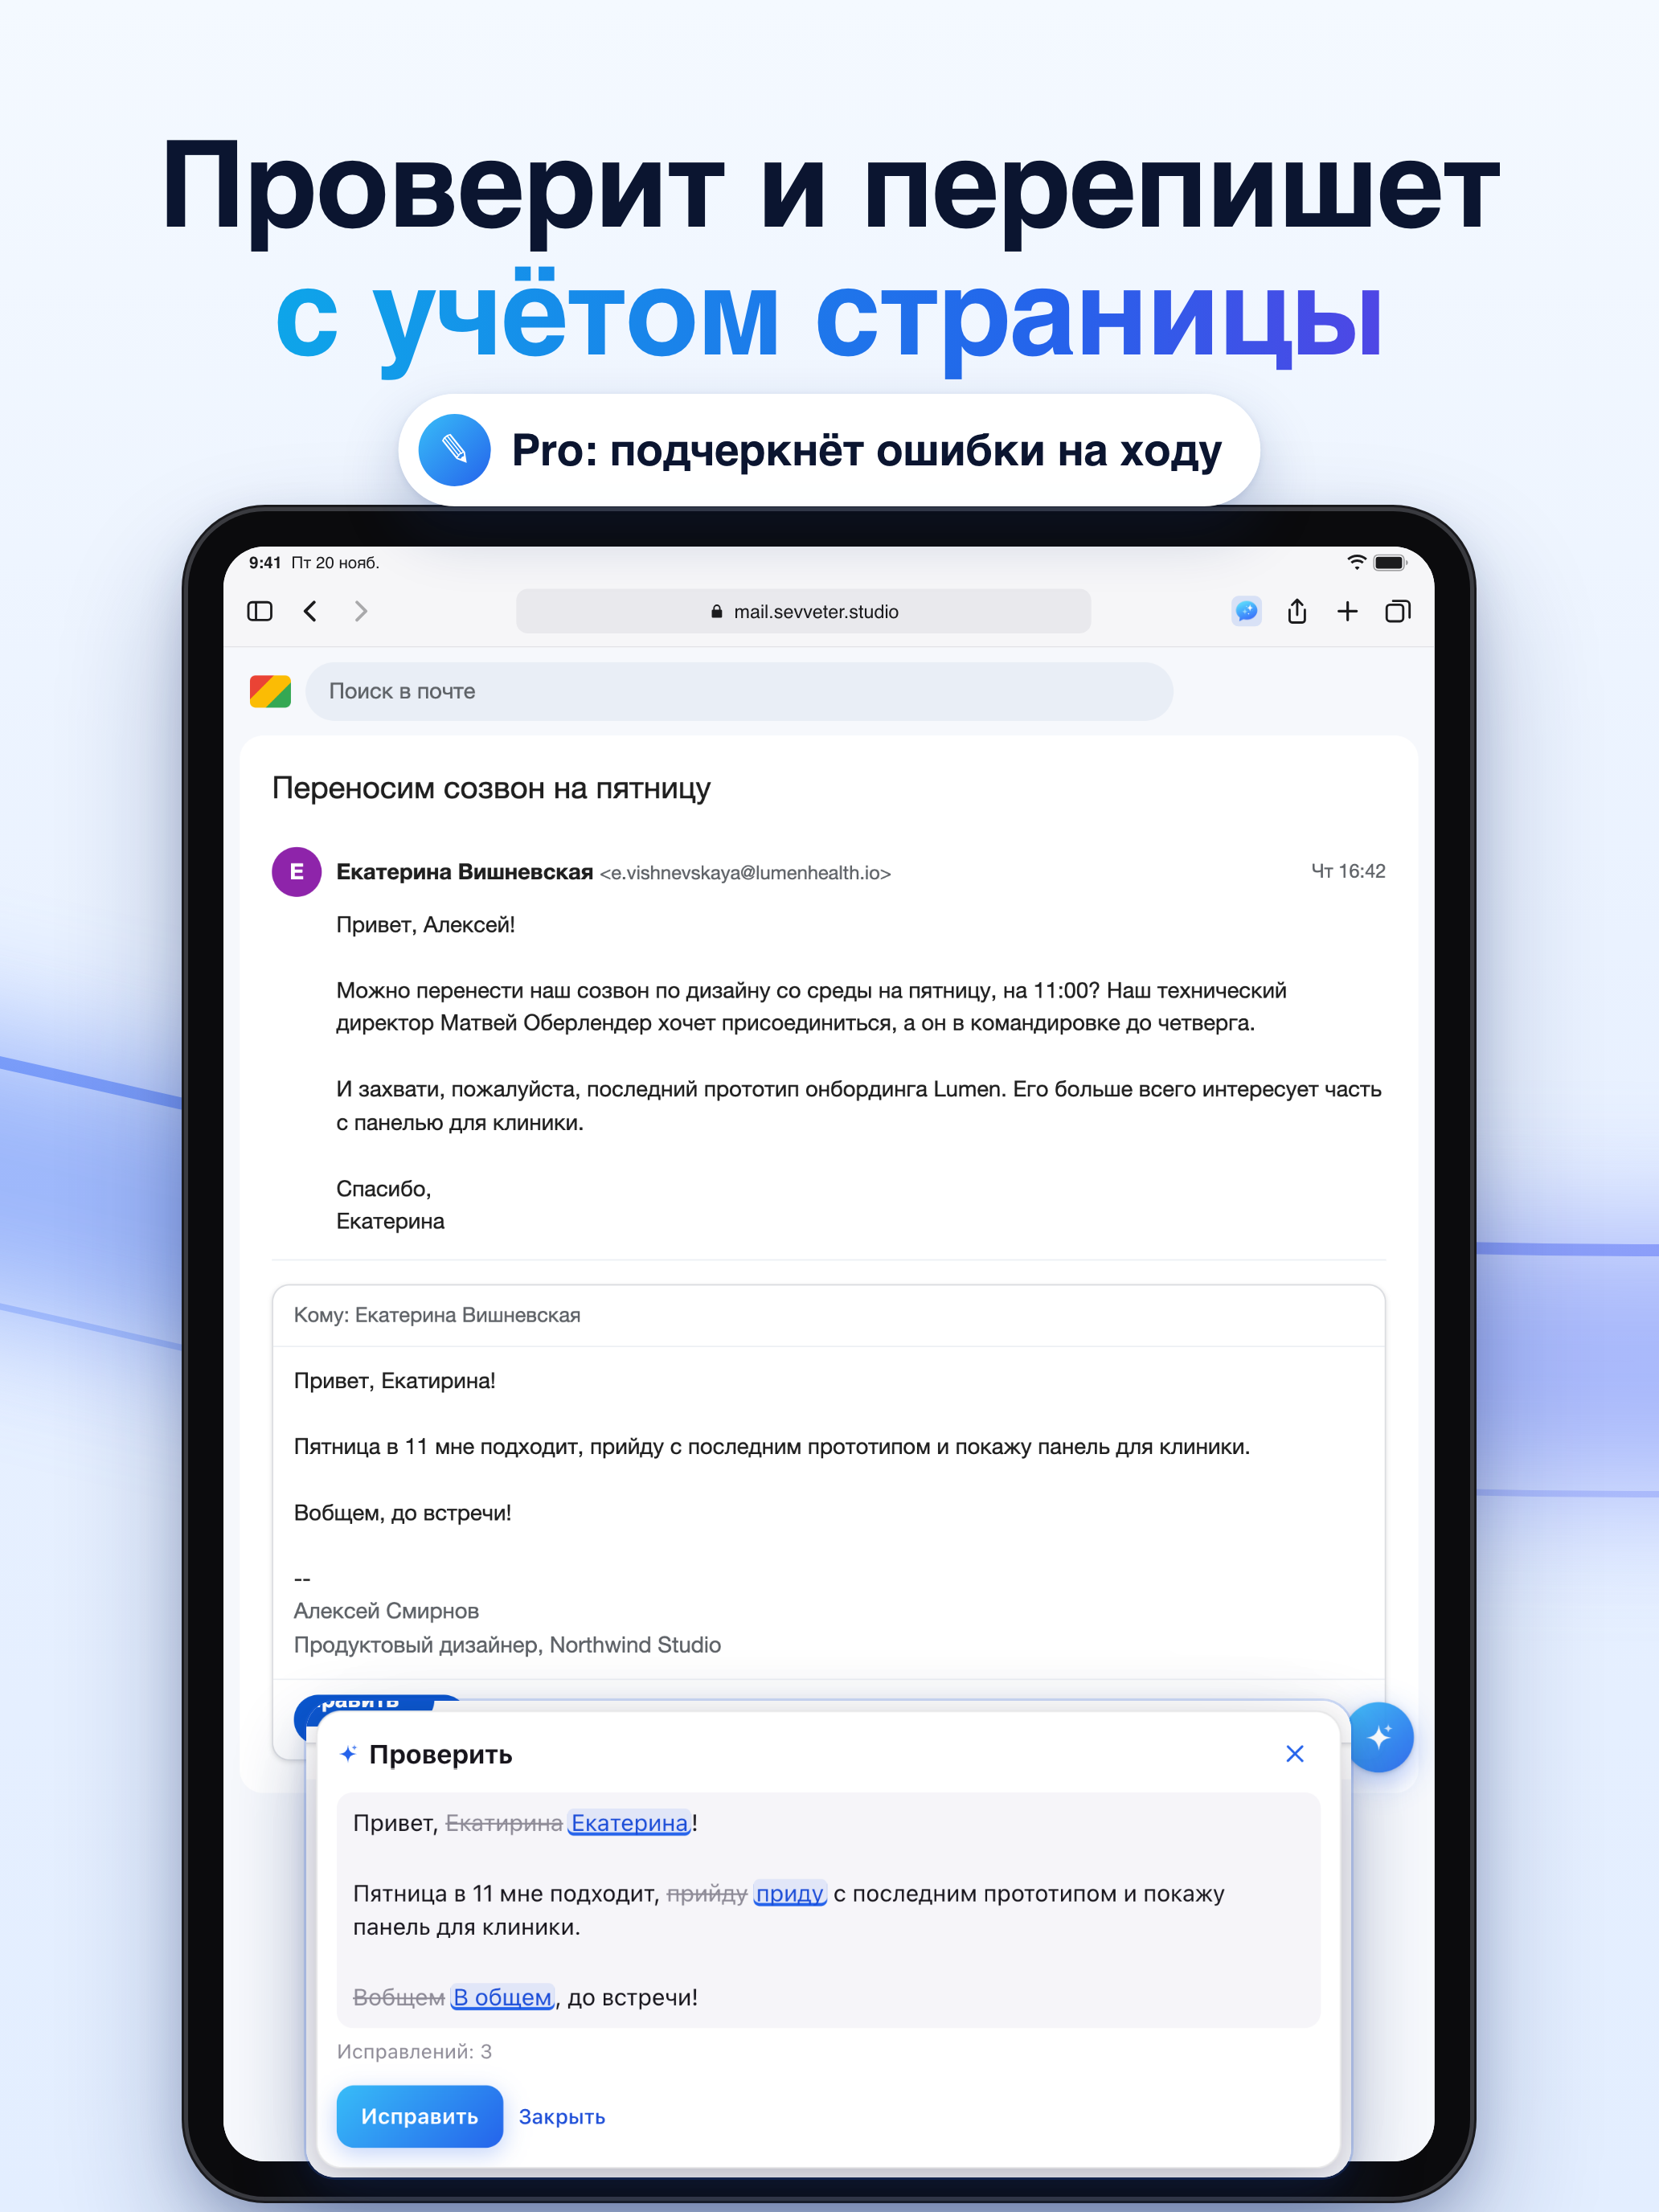 Проверит и перепишет
с учётом страницы
Pro: подчеркнёт ошибки на ходу
9:41 Пт 20 нояб.
mail.sevveter.studio
Поиск в почте
Переносим созвон на пятницу
Е
Екатерина Вишневская <e.vishnevskaya@lumenhealth.io>
Чт 16:42
Привет, Алексей!
Можно перенести наш созвон по дизайну со среды на пятницу, на 11:00? Наш технический
директор Матвей Оберлендер хочет присоединиться, а он в командировке до четверга.
И захвати, пожалуйста, последний прототип онбординга Lumen. Его больше всего интересует часть
с панелью для клиники.
Спасибо,
Екатерина
Кому: Екатерина Вишневская
Привет, Екатирина!
Пятница в 11 мне подходит, прийду с последним прототипом и покажу панель для клиники.
Вобщем, до встречи!
--
Алексей Смирнов
Продуктовый дизайнер, Northwind Studio
Проверить
Привет, Екатирина Екатерина!
Пятница в 11 мне подходит, прийду приду с последним прототипом и покажу
панель для клиники.
Вобщем В общем, до встречи!
Исправлений: 3
Исправить
Закрыть